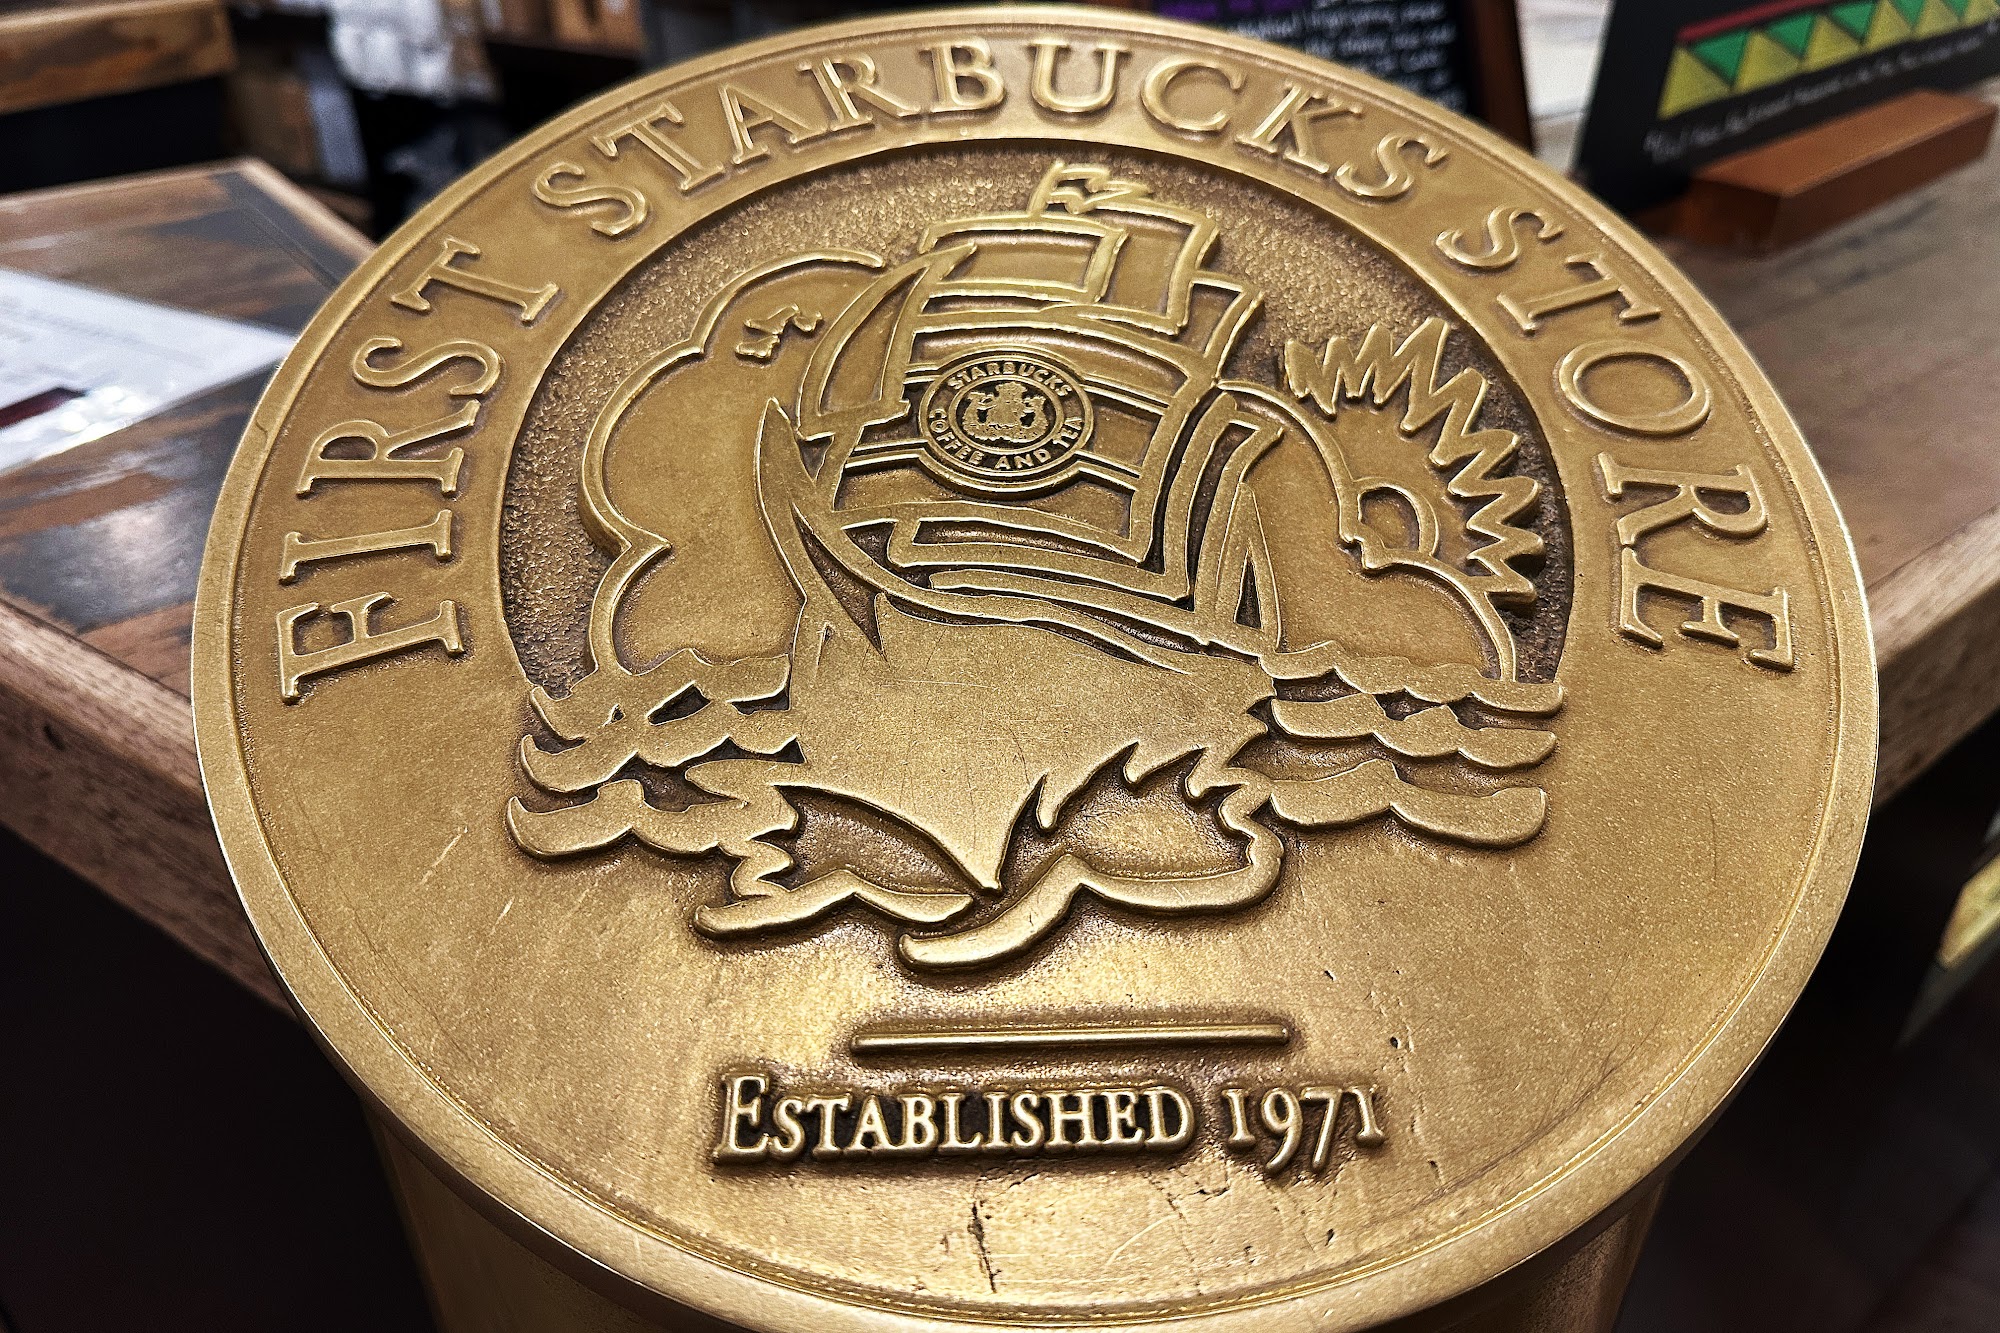 FIRST STARBUCKS STORE
STARBUCKS
COFFEE AND TEA
ESTABLISHED 1971